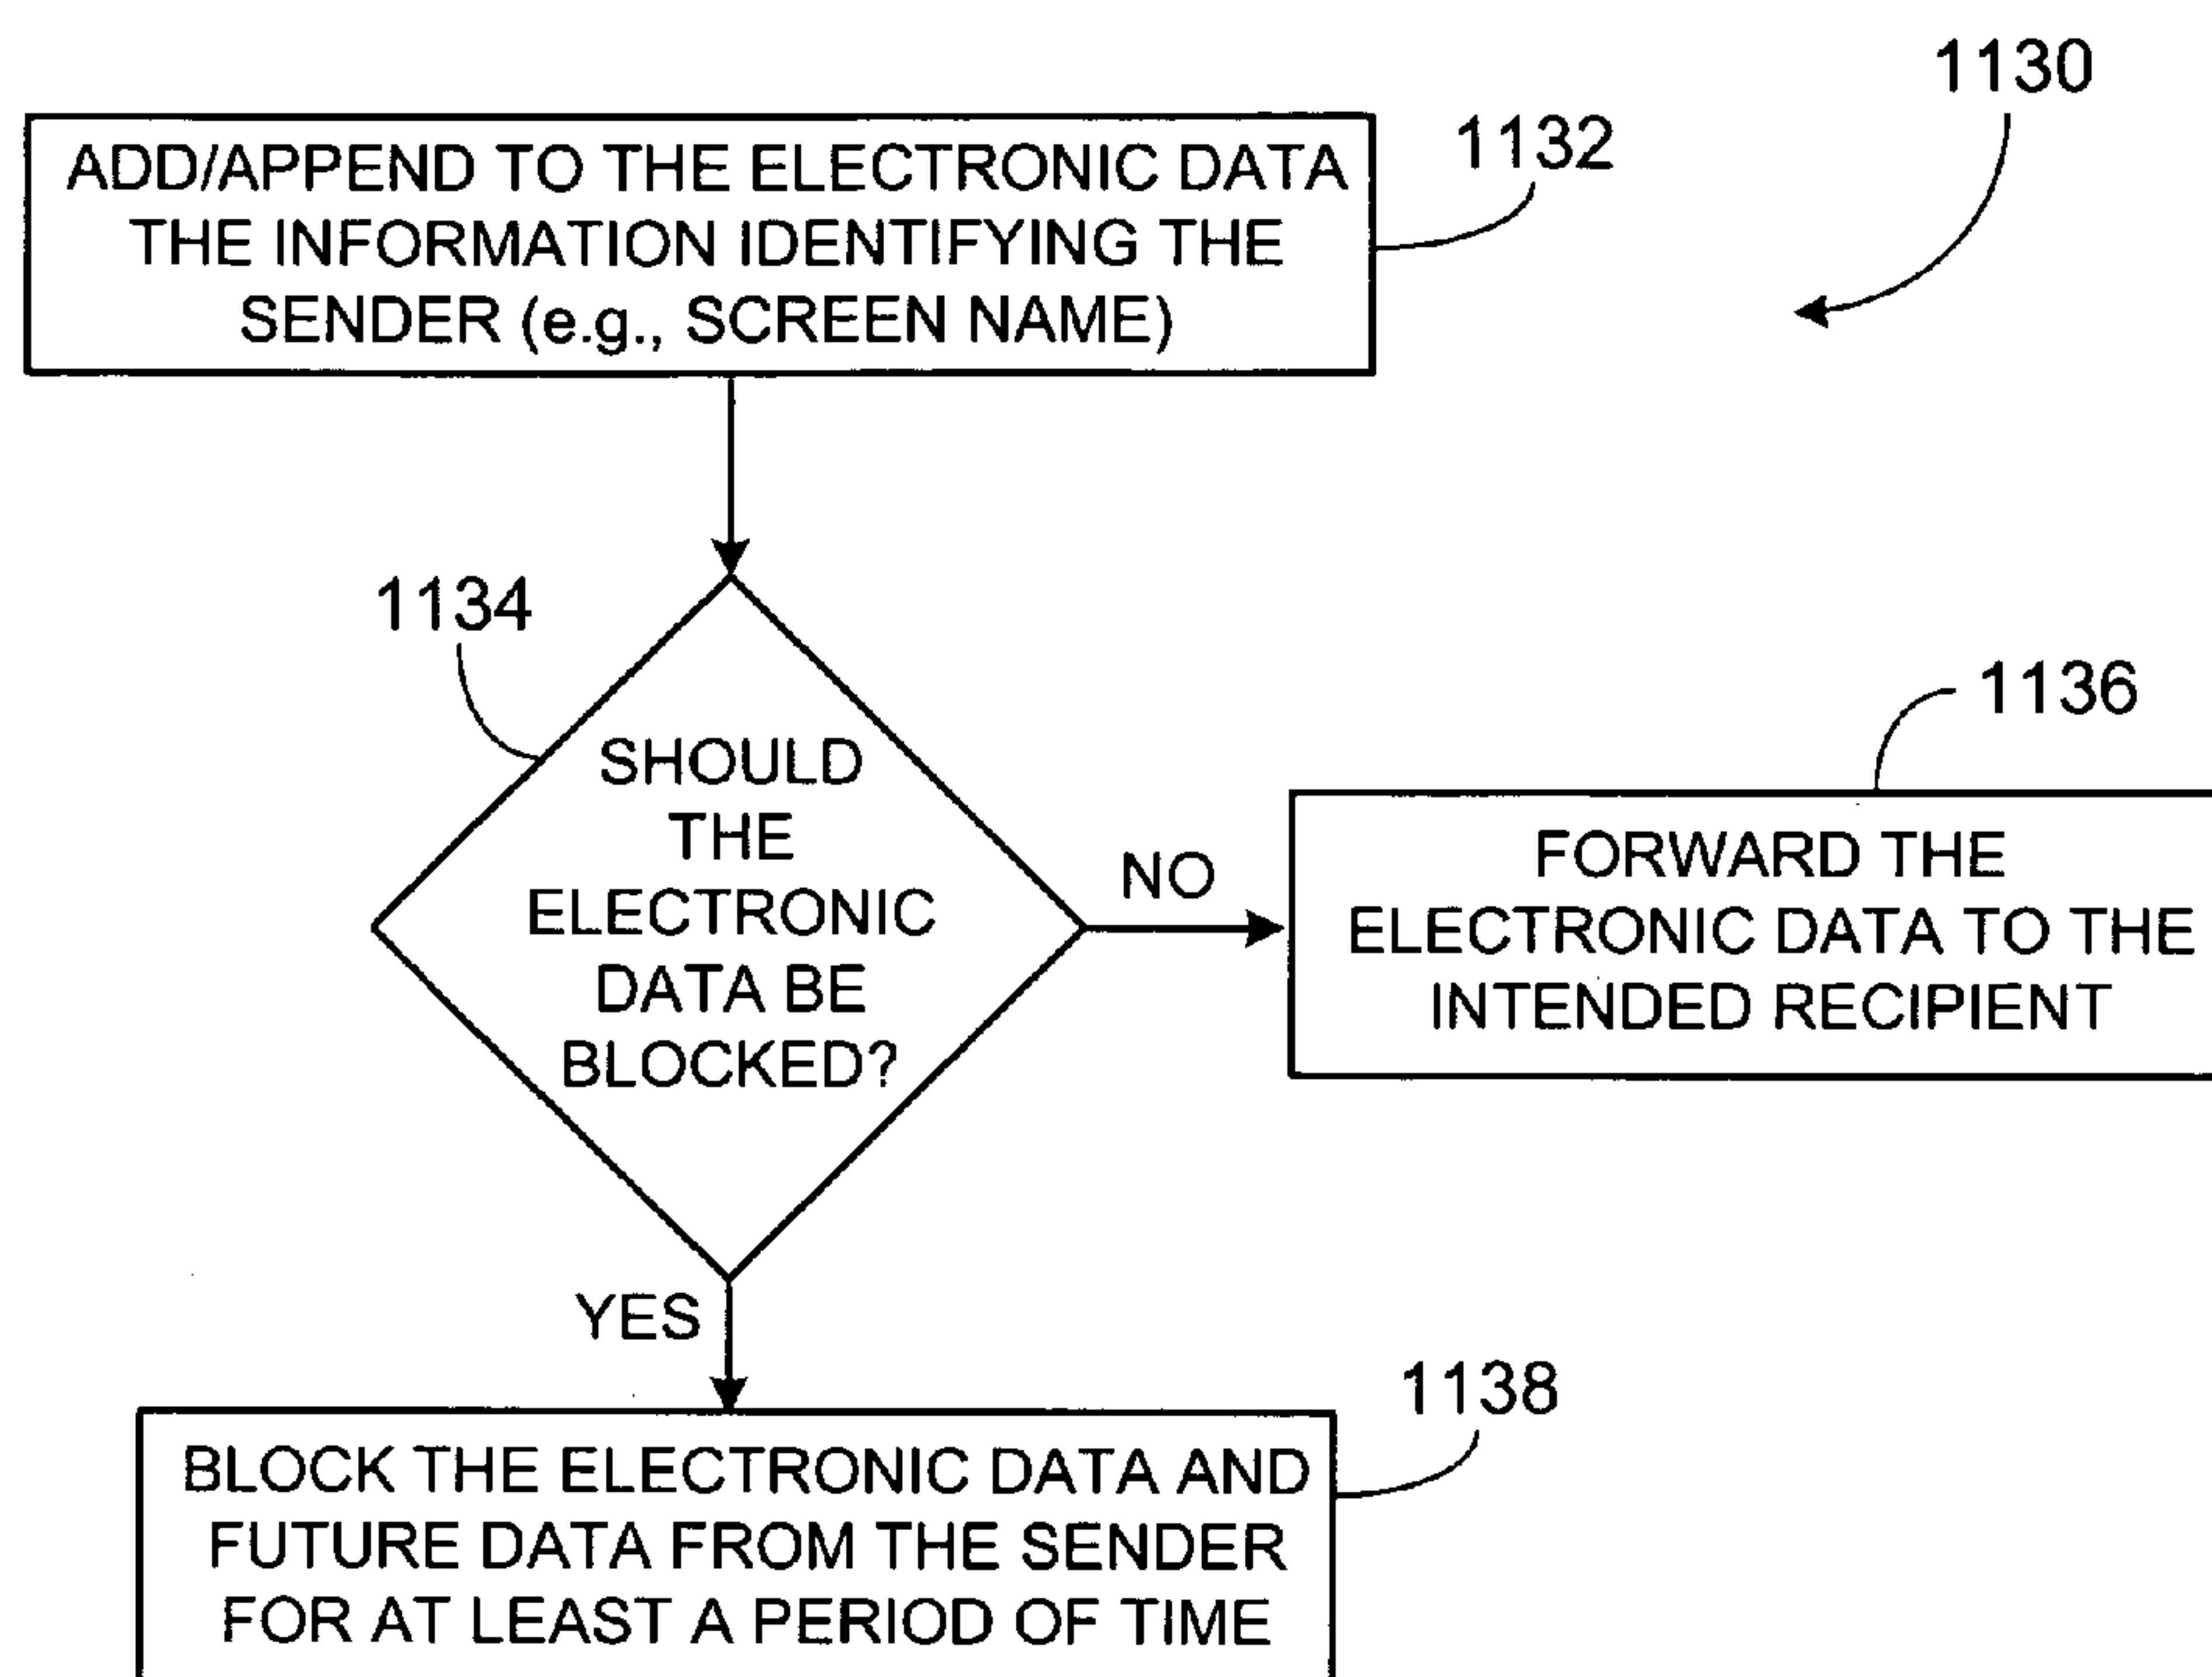 1130
1132
ADD/APPEND TO THE ELECTRONIC DATA
THE INFORMATION IDENTIFYING THE
SENDER (e.g., SCREEN NAME)
1134
SHOULD
THE
ELECTRONIC
DATA BE
BLOCKED?
NO
1136
FORWARD THE
ELECTRONIC DATA TO THE
INTENDED RECIPIENT
YES
1138
BLOCK THE ELECTRONIC DATA AND
FUTURE DATA FROM THE SENDER
FOR AT LEAST A PERIOD OF TIME